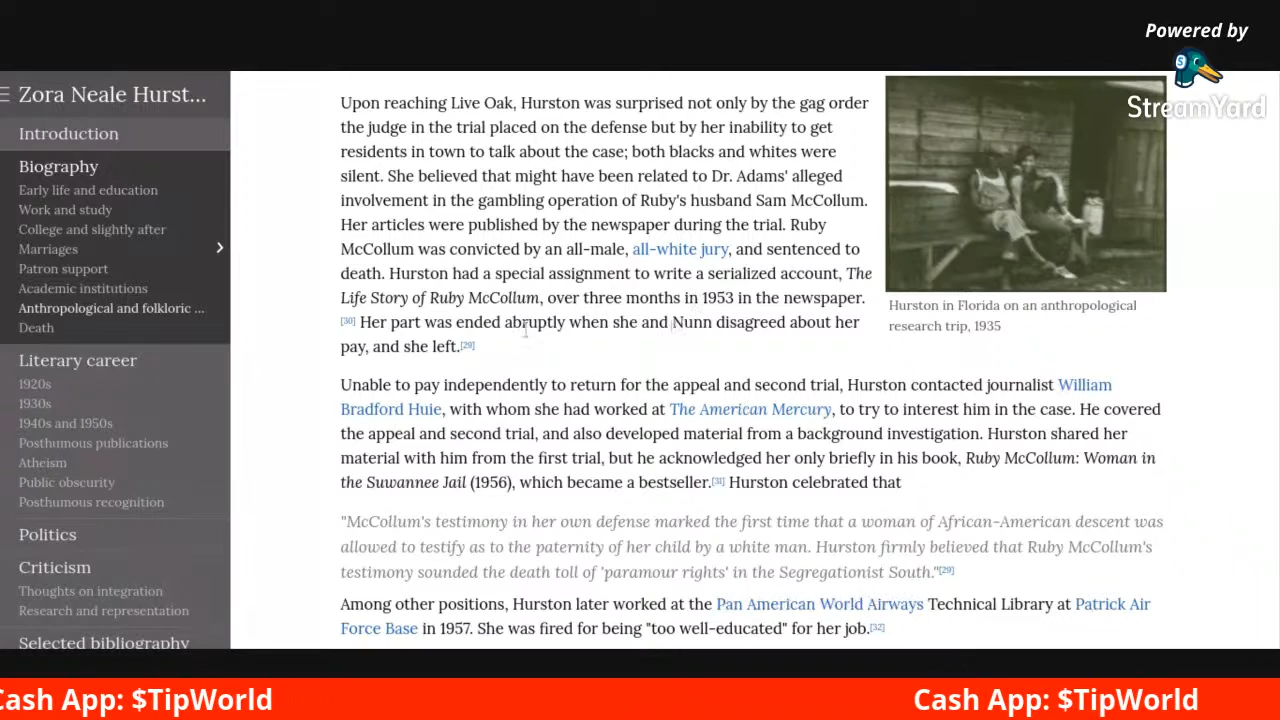 Powered by
StreamYard
Zora Neale Hurst...
Introduction
Biography
Early life and education
Work and study
College and slightly after
Marriages
Patron support
Academic institutions
Anthropological and folkloric ...
Death
Literary career
1920s
1930s
1940s and 1950s
Posthumous publications
Atheism
Public obscurity
Posthumous recognition
Politics
Criticism
Thoughts on integration
Research and representation
Selected bibliography
Upon reaching Live Oak, Hurston was surprised not only by the gag order
the judge in the trial placed on the defense but by her inability to get
residents in town to talk about the case; both blacks and whites were
silent. She believed that might have been related to Dr. Adams' alleged
involvement in the gambling operation of Ruby's husband Sam McCollum.
Her articles were published by the newspaper during the trial. Ruby
McCollum was convicted by an all-male, all-white jury, and sentenced to
death. Hurston had a special assignment to write a serialized account, The
Life Story of Ruby McCollum, over three months in 1953 in the newspaper.
[30] Her part was ended abruptly when she and Nunn disagreed about her
pay, and she left.[29]
Hurston in Florida on an anthropological
research trip, 1935
Unable to pay independently to return for the appeal and second trial, Hurston contacted journalist William
Bradford Huie, with whom she had worked at The American Mercury, to try to interest him in the case. He covered
the appeal and second trial, and also developed material from a background investigation. Hurston shared her
material with him from the first trial, but he acknowledged her only briefly in his book, Ruby McCollum: Woman in
the Suwannee Jail (1956), which became a bestseller.[31] Hurston celebrated that
"McCollum's testimony in her own defense marked the first time that a woman of African-American descent was
allowed to testify as to the paternity of her child by a white man. Hurston firmly believed that Ruby McCollum's
testimony sounded the death toll of 'paramour rights' in the Segregationist South."[29]
Among other positions, Hurston later worked at the Pan American World Airways Technical Library at Patrick Air
Force Base in 1957. She was fired for being "too well-educated" for her job.[32]
Cash App: $TipWorld
Cash App: $TipWorld